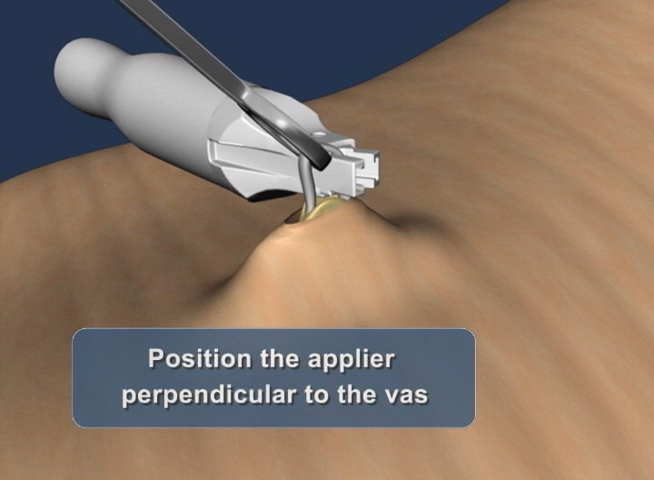 Position the applier
perpendicular to the vas